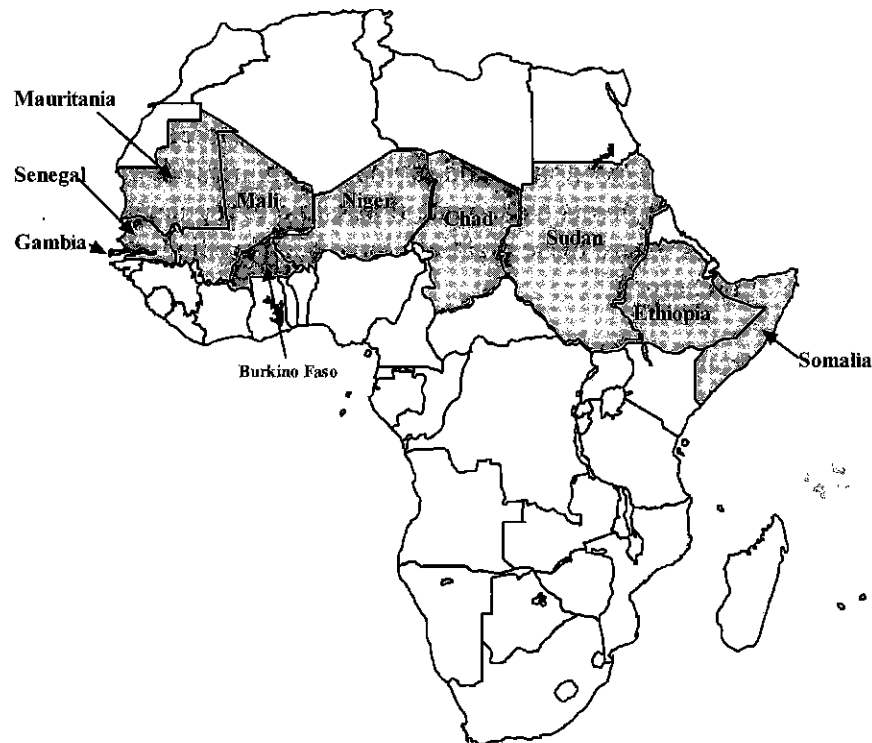 Mauritania
Senegal
Mali
Niger
Chad
Gambia
Sudan
Ethiopia
Somalia
Burkino Faso